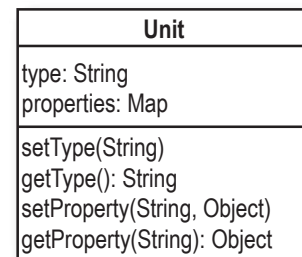 Unit
type: String
properties: Map
setType(String)
getType(): String
setProperty(String, Object)
getProperty(String): Object